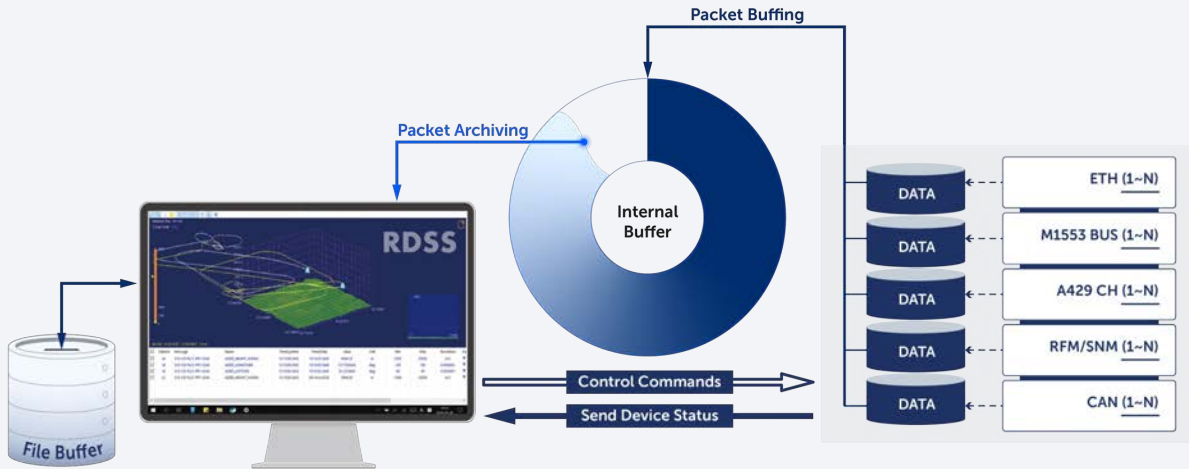 Packet Buffing
Packet Archiving
Internal
Buffer
RDSS
DATA
ETH (1~N)
DATA
M1553 BUS (1~N)
DATA
A429 CH (1~N)
DATA
RFM/SNM (1~N)
DATA
CAN (1~N)
Control Commands
Send Device Status
File Buffer